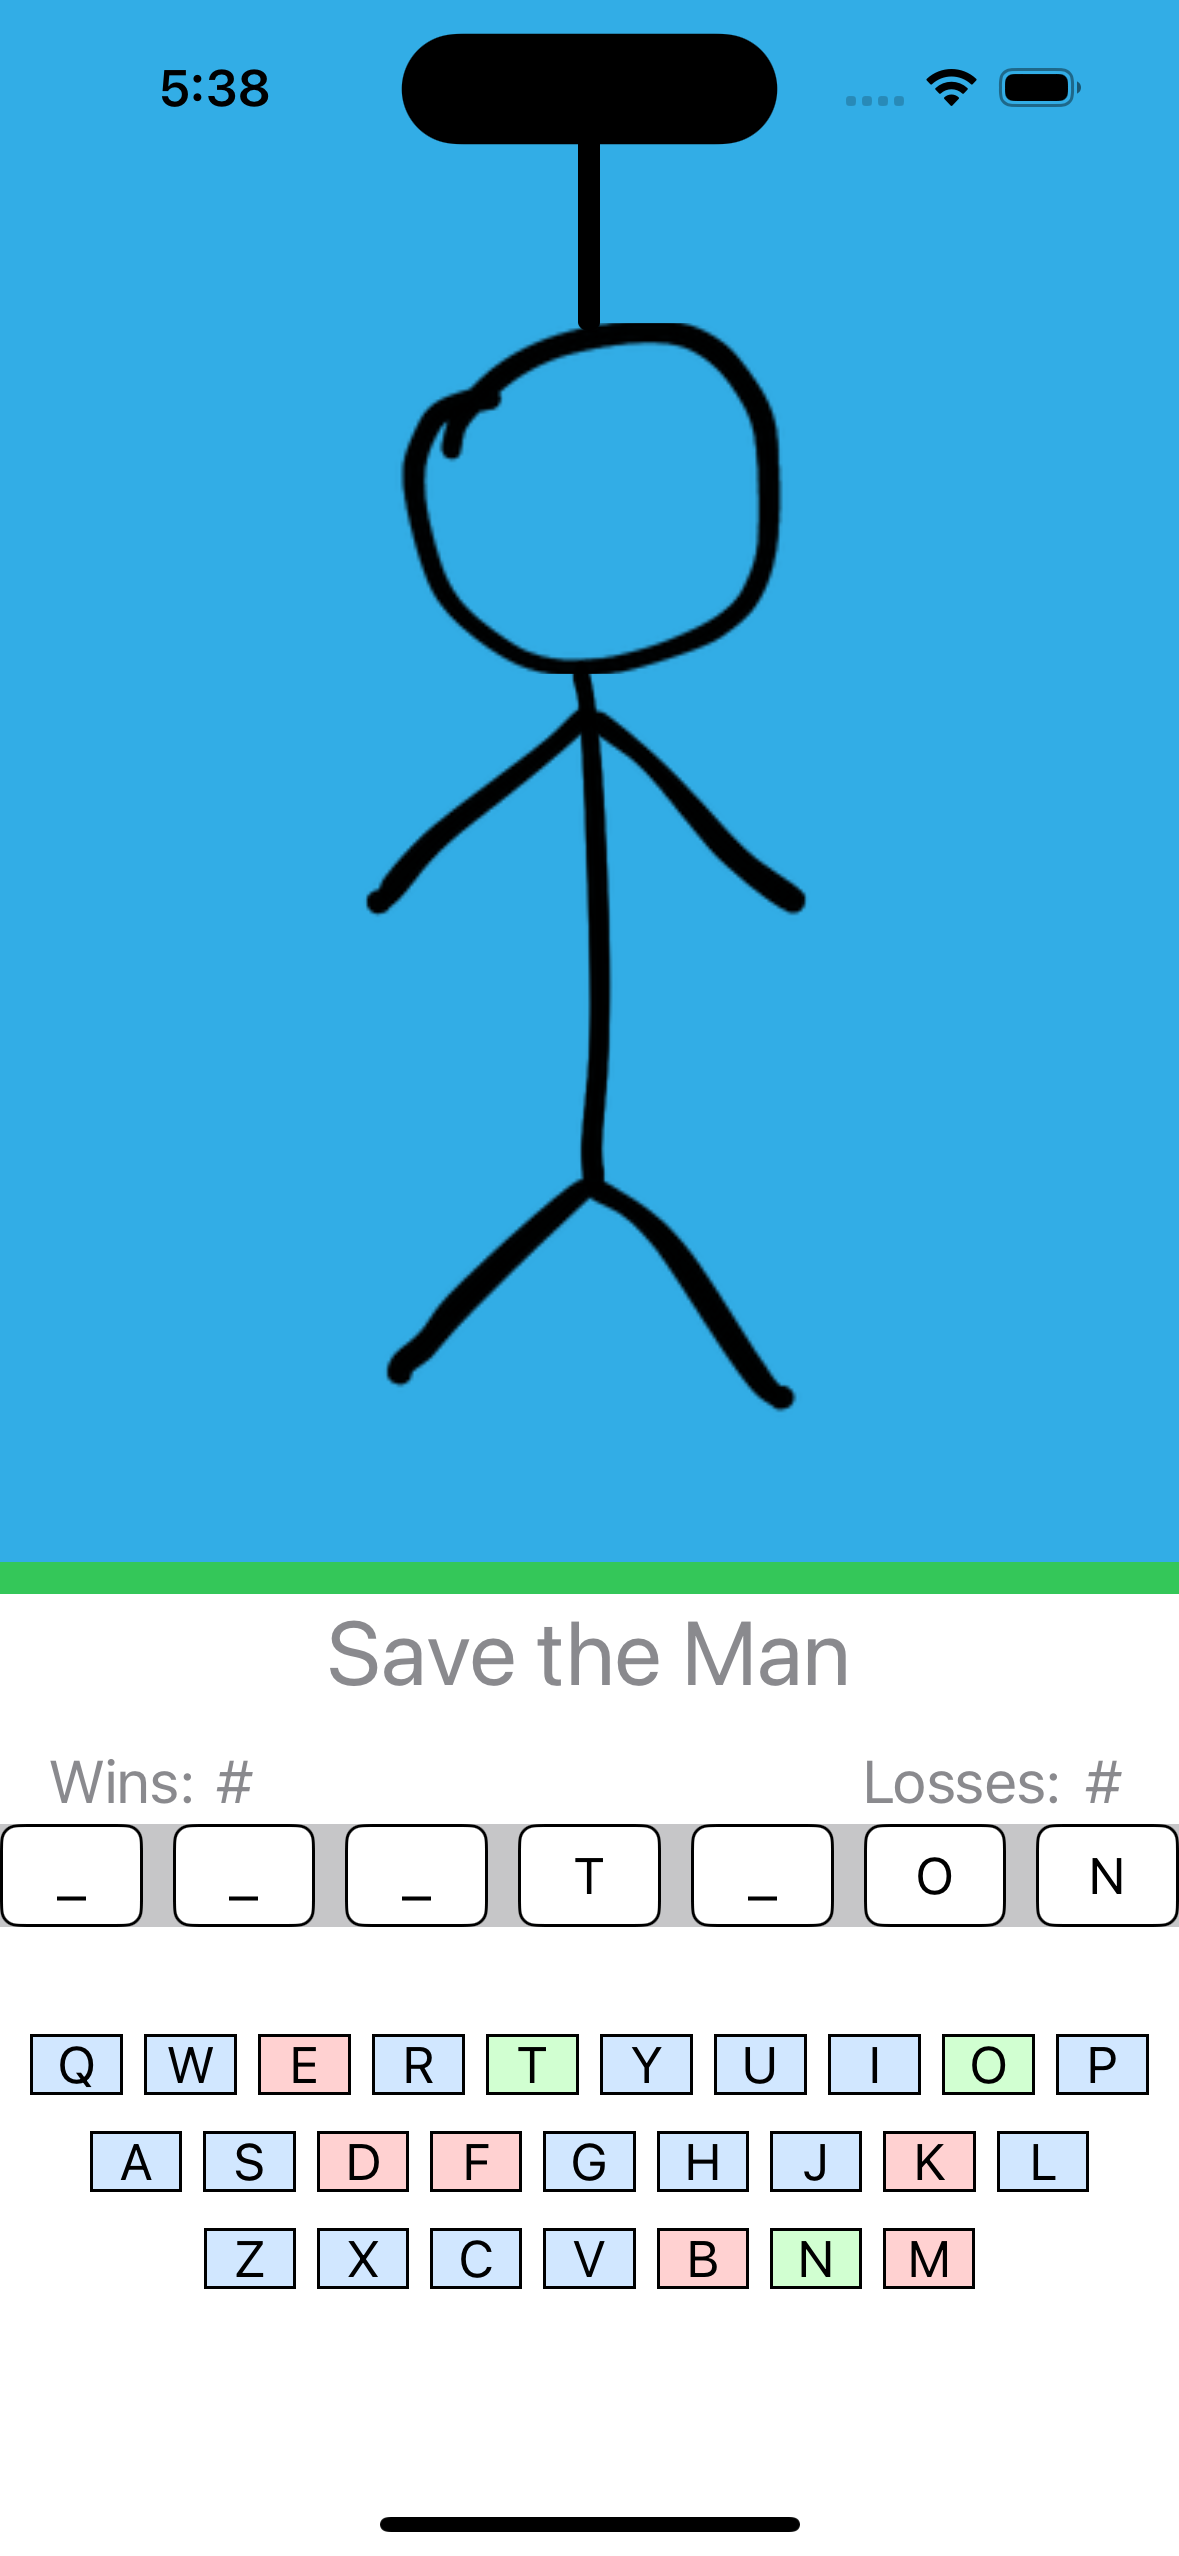 5:38
Save the Man
Wins: # Losses: #
_ _ _ T _ O N
Q W E R T Y U I O P
A S D F G H J K L
Z X C V B N M